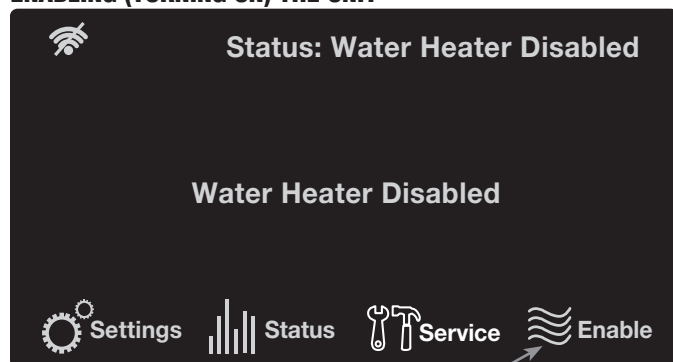 ENABLING (TURNING ON) THE UNIT
Status: Water Heater Disabled
Water Heater Disabled
Settings Status Service Enable